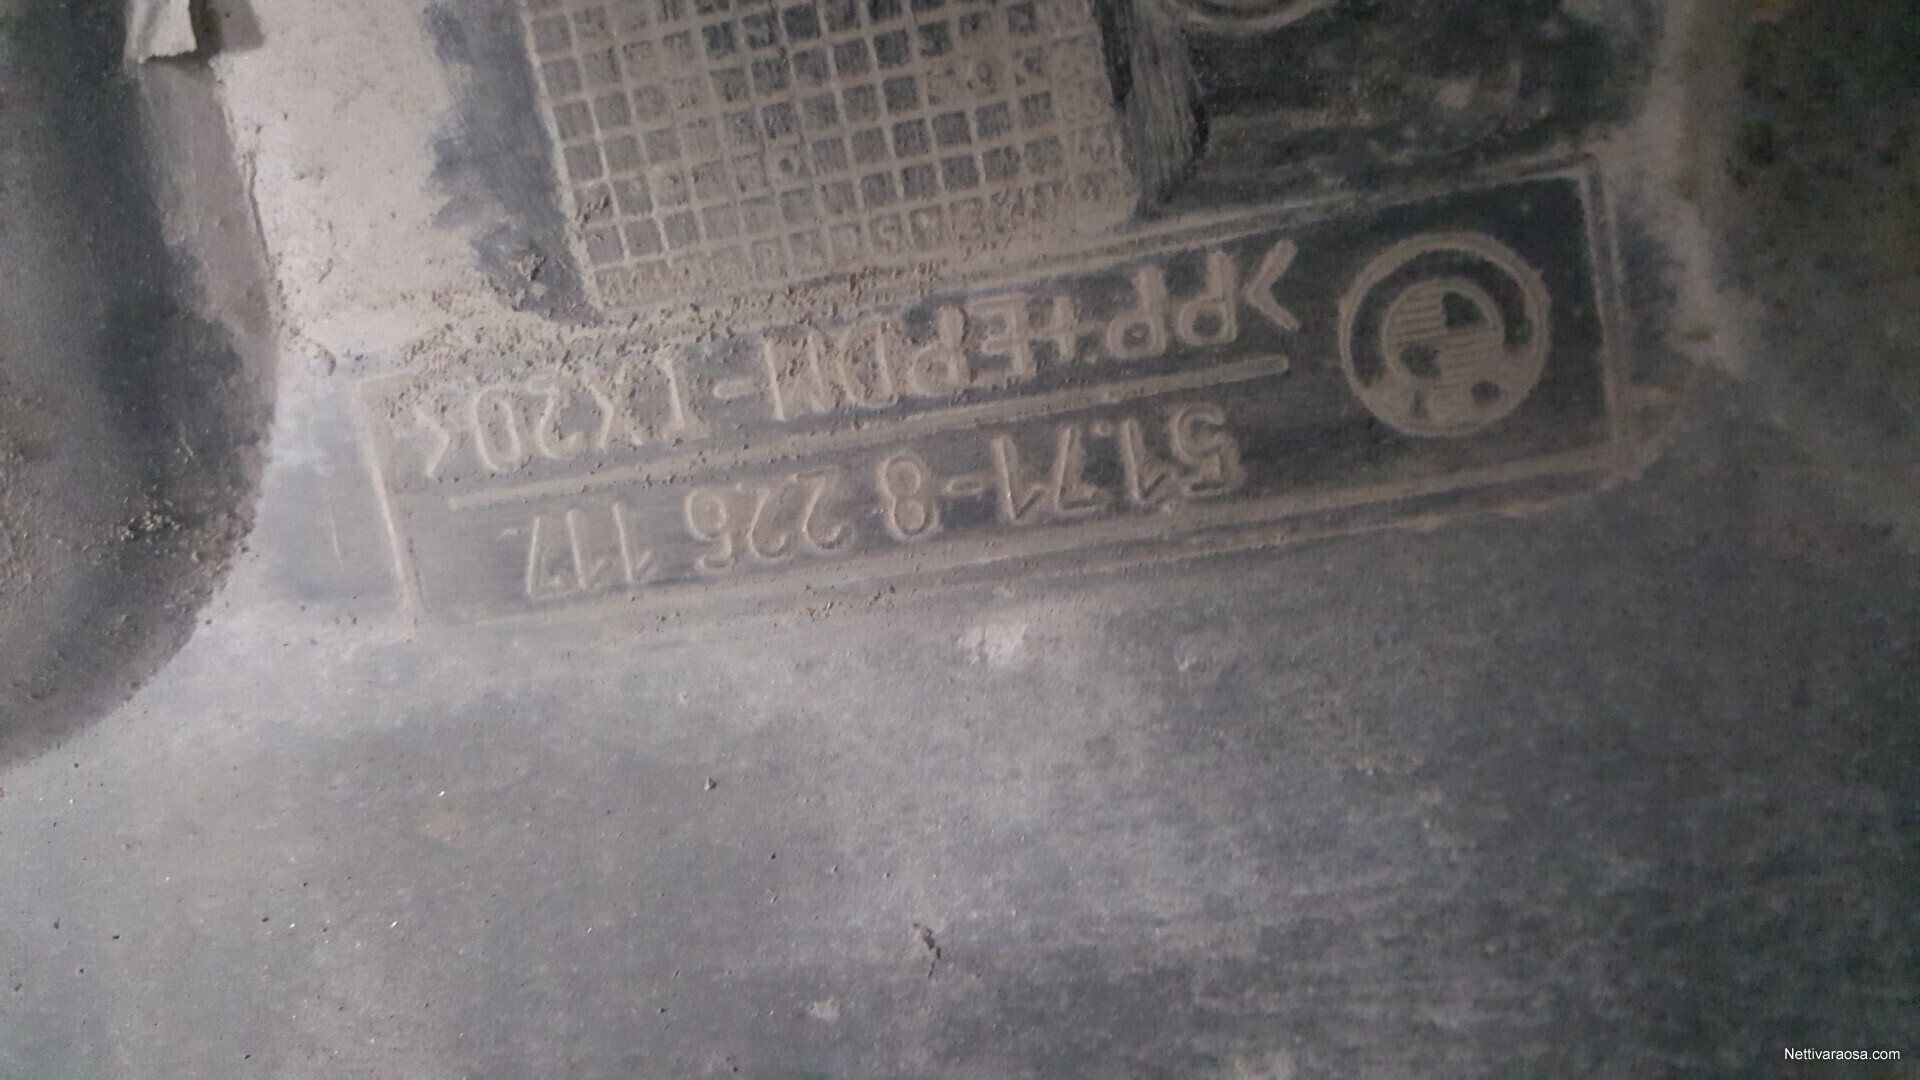 51.71-8 226 117
>PP+EPDM-TX20<
Nettivaraosa.com